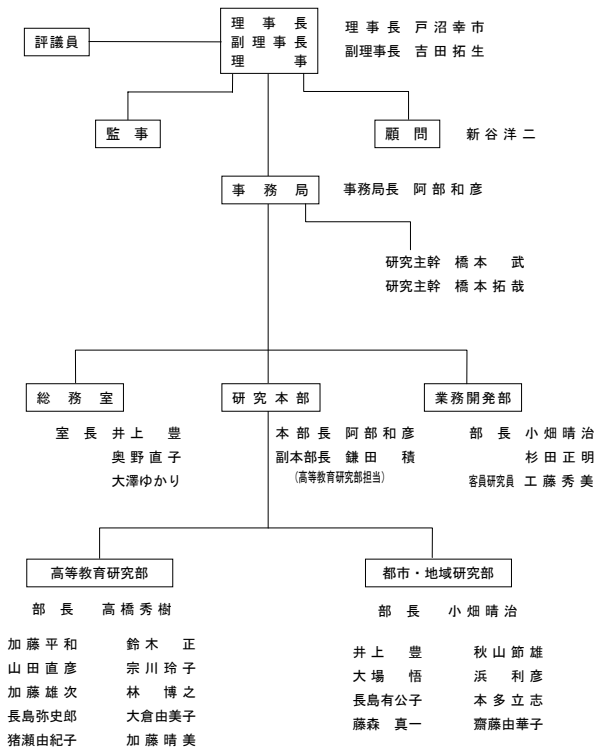 評議員
理事長
副理事長
理事
理事長 戸沼幸市
副理事長 吉田拓生
監事
顧問 新谷洋二
事務局 事務局長 阿部和彦
研究主幹 橋本 武
研究主幹 橋本拓哉
総務室
室長 井上 豊
奥野直子
大澤ゆかり
研究本部
本部長 阿部和彦
副本部長 鎌田 積
(高等教育研究部担当)
業務開発部
部長 小畑晴治
杉田正明
客員研究員 工藤秀美
高等教育研究部
部長 高橋秀樹
加藤平和 鈴木 正
山田直彦 宗川玲子
加藤雄次 林 博之
長島弥史郎 大倉由美子
猪瀬由紀子 加藤晴美
都市・地域研究部
部長 小畑晴治
井上 豊 秋山節雄
大場 悟 浜 利彦
長島有公子 本多立志
藤森 真一 齋藤由華子